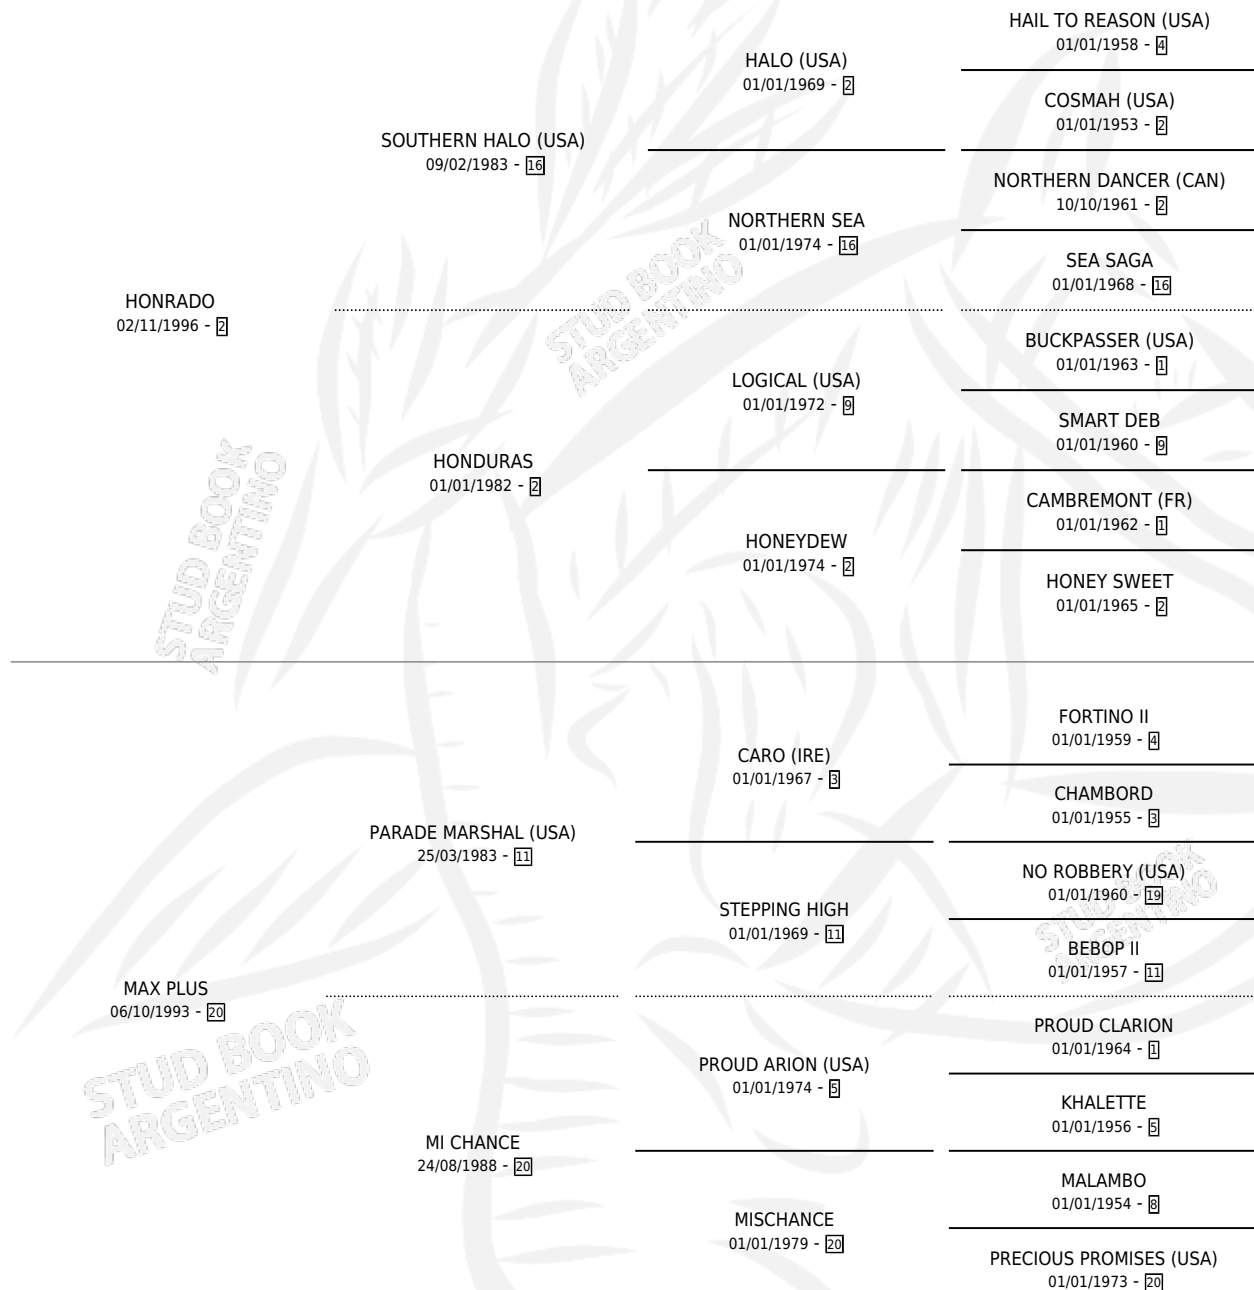 HONRADO
02/11/1996 - 2
SOUTHERN HALO (USA)
09/02/1983 - 16
HONDURAS
01/01/1982 - 2
HALO (USA)
01/01/1969 - 2
NORTHERN SEA
01/01/1974 - 16
LOGICAL (USA)
01/01/1972 - 9
HONEYDEW
01/01/1974 - 2
HAIL TO REASON (USA)
01/01/1958 - 4
COSMAH (USA)
01/01/1953 - 2
NORTHERN DANCER (CAN)
10/10/1961 - 2
SEA SAGA
01/01/1968 - 16
BUCKPASSER (USA)
01/01/1963 - 1
SMART DEB
01/01/1960 - 9
CAMBREMONT (FR)
01/01/1962 - 1
HONEY SWEET
01/01/1965 - 2
MAX PLUS
06/10/1993 - 20
PARADE MARSHAL (USA)
25/03/1983 - 11
MI CHANCE
24/08/1988 - 20
CARO (IRE)
01/01/1967 - 3
STEPPING HIGH
01/01/1969 - 11
PROUD ARION (USA)
01/01/1974 - 5
MISCHANCE
01/01/1979 - 20
FORTINO II
01/01/1959 - 4
CHAMBORD
01/01/1955 - 3
NO ROBBERY (USA)
01/01/1960 - 19
BEBOP II
01/01/1957 - 11
PROUD CLARION
01/01/1964 - 1
KHALETTE
01/01/1956 - 5
MALAMBO
01/01/1954 - 8
PRECIOUS PROMISES (USA)
01/01/1973 - 20
STUD BOOK
ARGENTINO
STUD BOOK
ARGENTINO
STUD BOOK
ARGENTINO
STUD BOOK
ARGENTINO